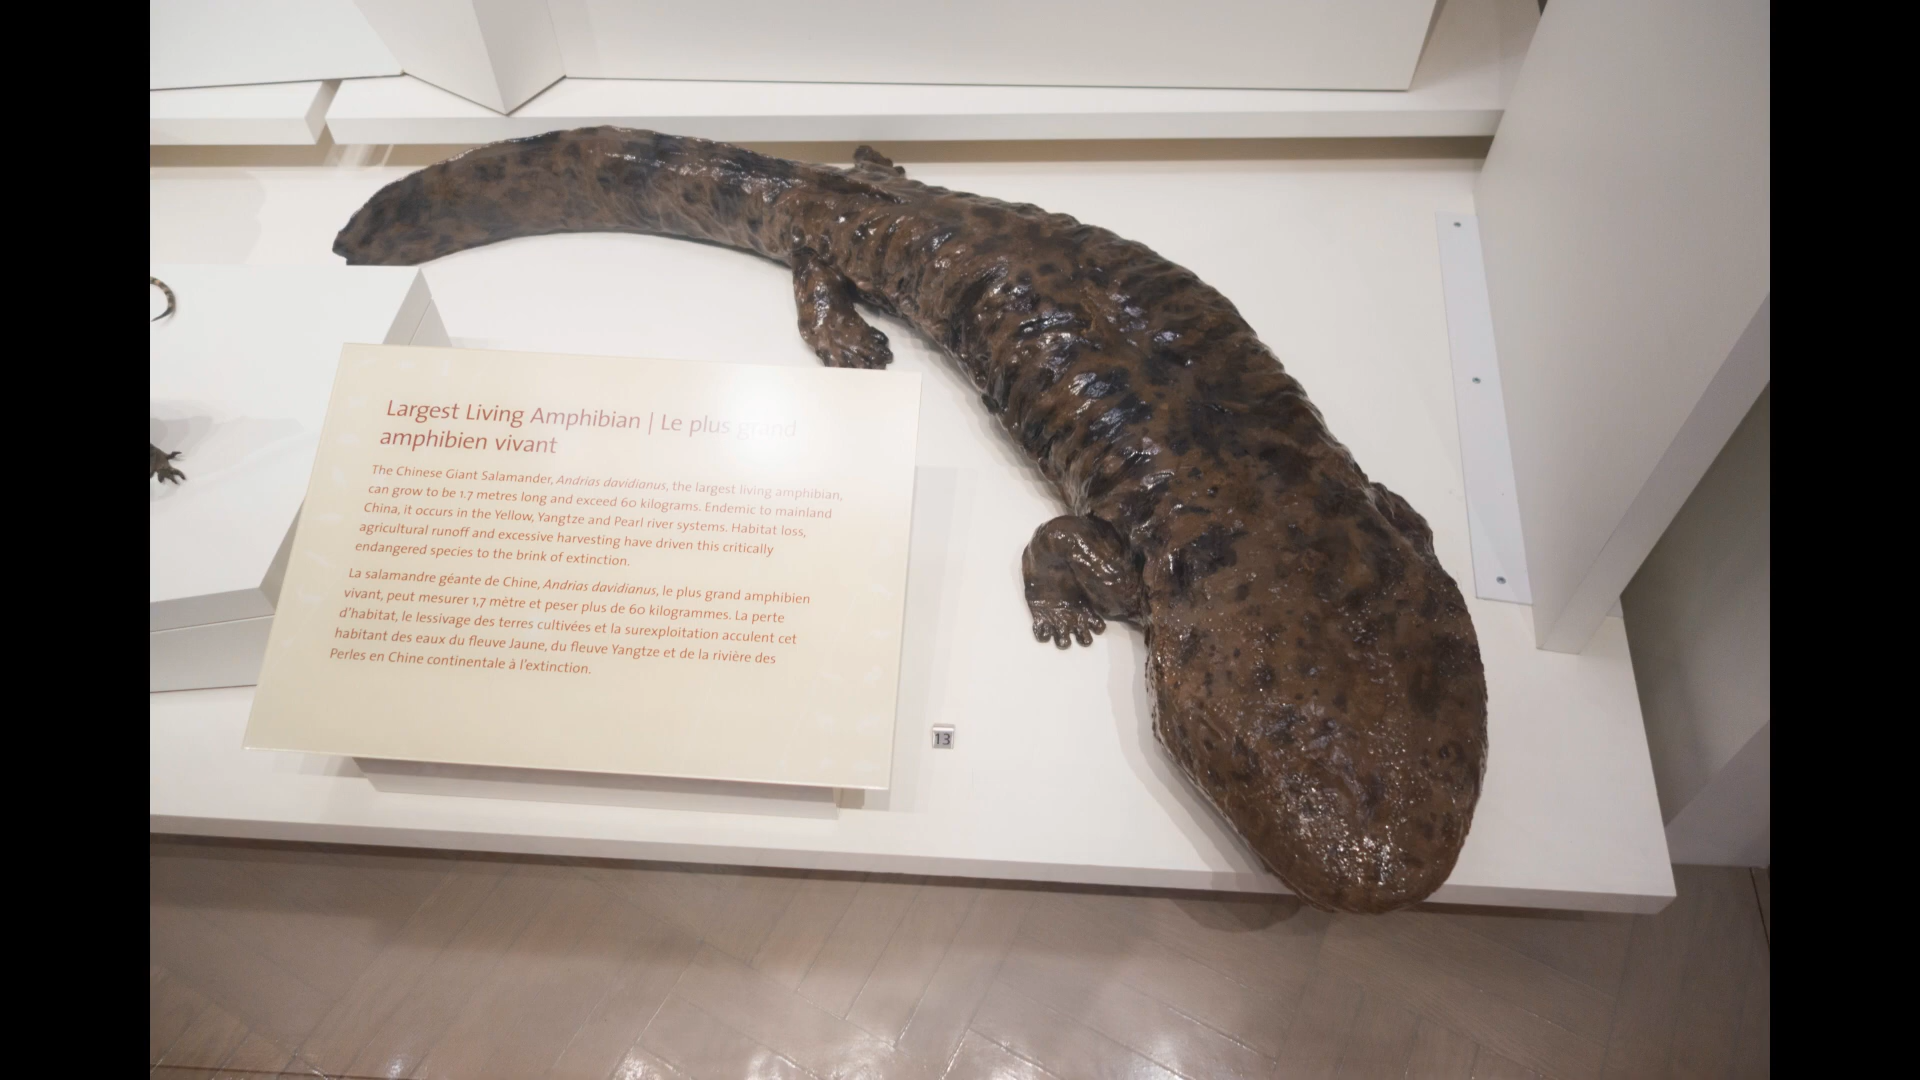 Largest Living Amphibian | Le plus grand
amphibien vivant
The Chinese Giant Salamander, Andrias davidianus, the largest living amphibian,
can grow to be 1.7 metres long and exceed 60 kilograms. Endemic to mainland
China, it occurs in the Yellow, Yangtze and Pearl river systems. Habitat loss,
agricultural runoff and excessive harvesting have driven this critically
endangered species to the brink of extinction.
La salamandre géante de Chine, Andrias davidianus, le plus grand amphibien
vivant, peut mesurer 1,7 mètre et peser plus de 60 kilogrammes. La perte
d'habitat, le lessivage des terres cultivées et la surexploitation acculent cet
habitant des eaux du fleuve Jaune, du fleuve Yangtze et de la rivière des
Perles en Chine continentale à l'extinction.
13